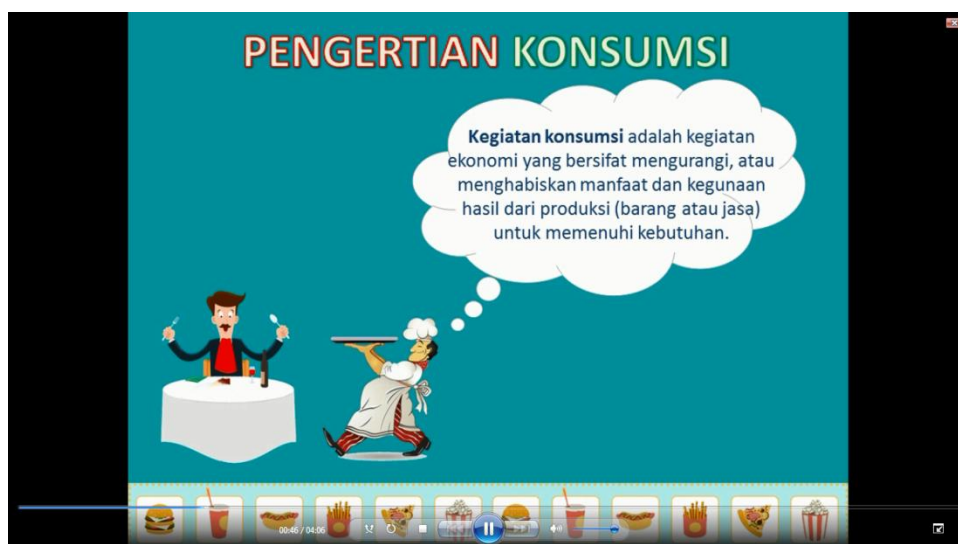 PENGERTIAN KONSUMSI
Kegiatan konsumsi adalah kegiatan
ekonomi yang bersifat mengurangi, atau
menghabiskan manfaat dan kegunaan
hasil dari produksi (barang atau jasa)
untuk memenuhi kebutuhan.
00:46 / 04:06